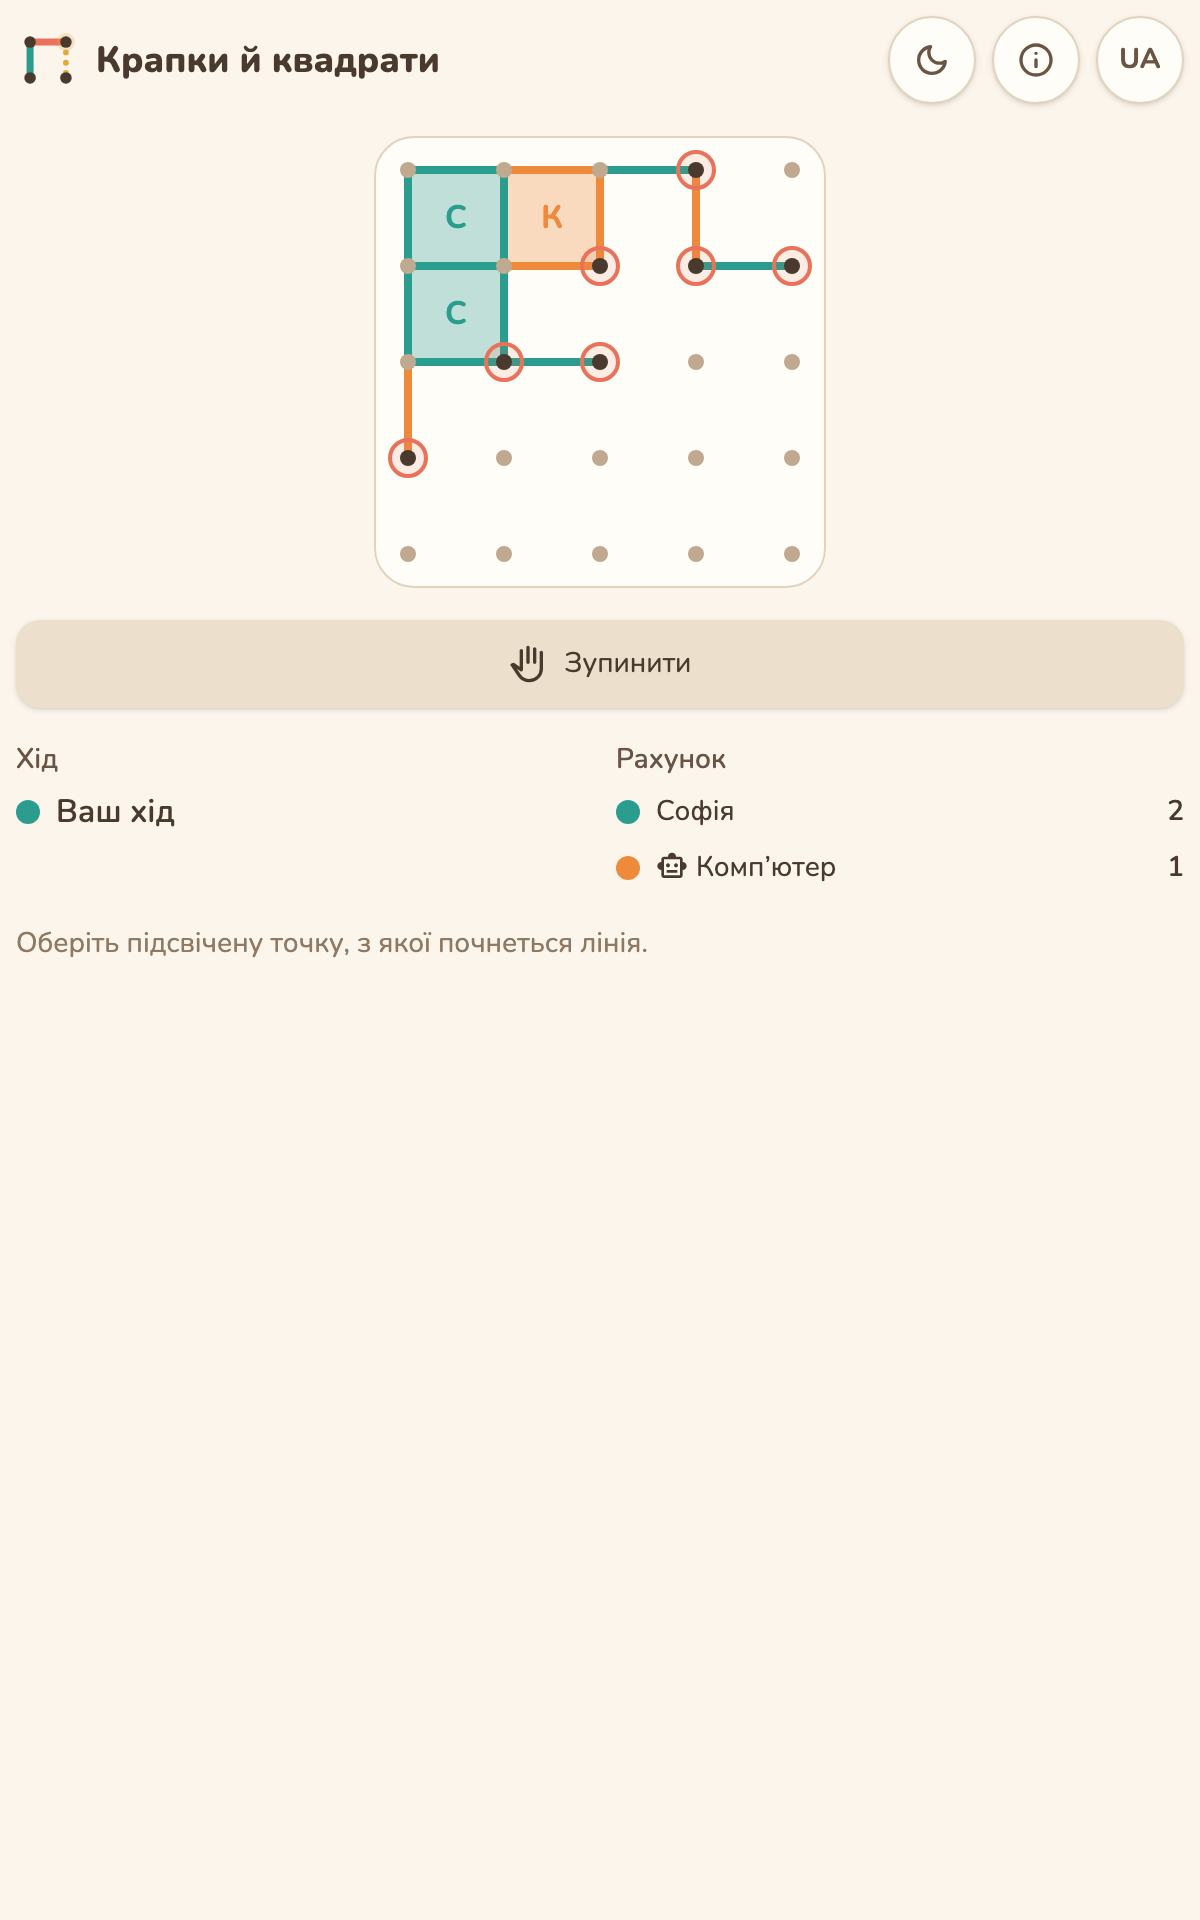 Крапки й квадрати
UA
С К
С
Зупинити
Хід
Ваш хід
Рахунок
Софія 2
Комп’ютер 1
Оберіть підсвічену точку, з якої почнеться лінія.